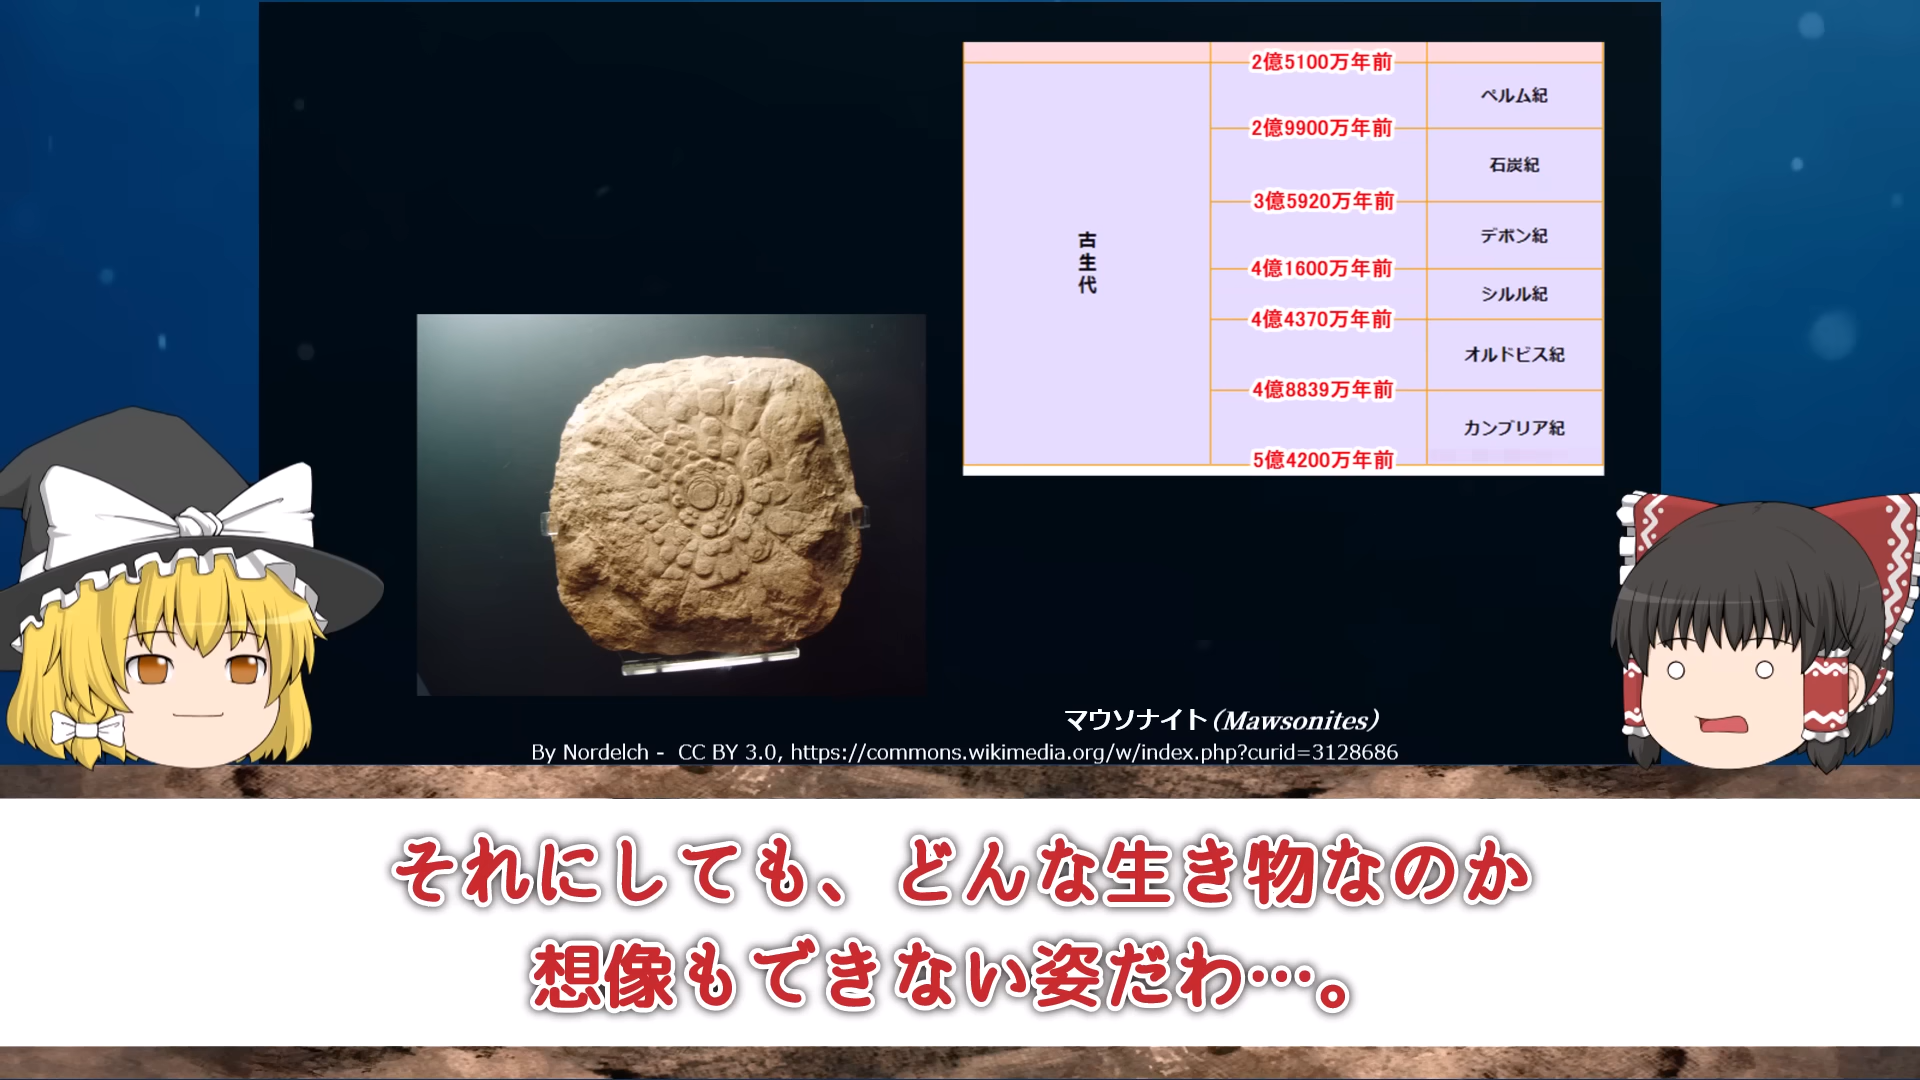 2億5100万年前
ペルム紀
2億9900万年前
石炭紀
3億5920万年前
デボン紀
古生代
4億1600万年前
シルル紀
4億4370万年前
オルドビス紀
4億8839万年前
カンブリア紀
5億4200万年前
マウソナイト(Mawsonites)
By Nordelch - CC BY 3.0, https://commons.wikimedia.org/w/index.php?curid=3128686
それにしても、どんな生き物なのか
想像もできない姿だわ…。